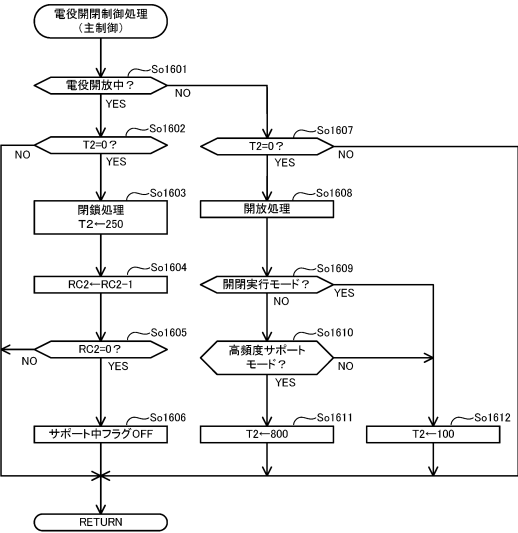 電役開閉制御処理
(主制御)
So1601
電役開放中?
NO
YES
So1602
T2=0?
NO
YES
So1607
T2=0?
NO
YES
So1603
閉鎖処理
T2←250
So1608
開放処理
So1604
RC2←RC2-1
So1609
開閉実行モード?
YES
NO
So1605
RC2=0?
NO
YES
So1610
高頻度サポート
モード?
NO
YES
So1606
サポート中フラグOFF
So1611
T2←800
So1612
T2←100
RETURN